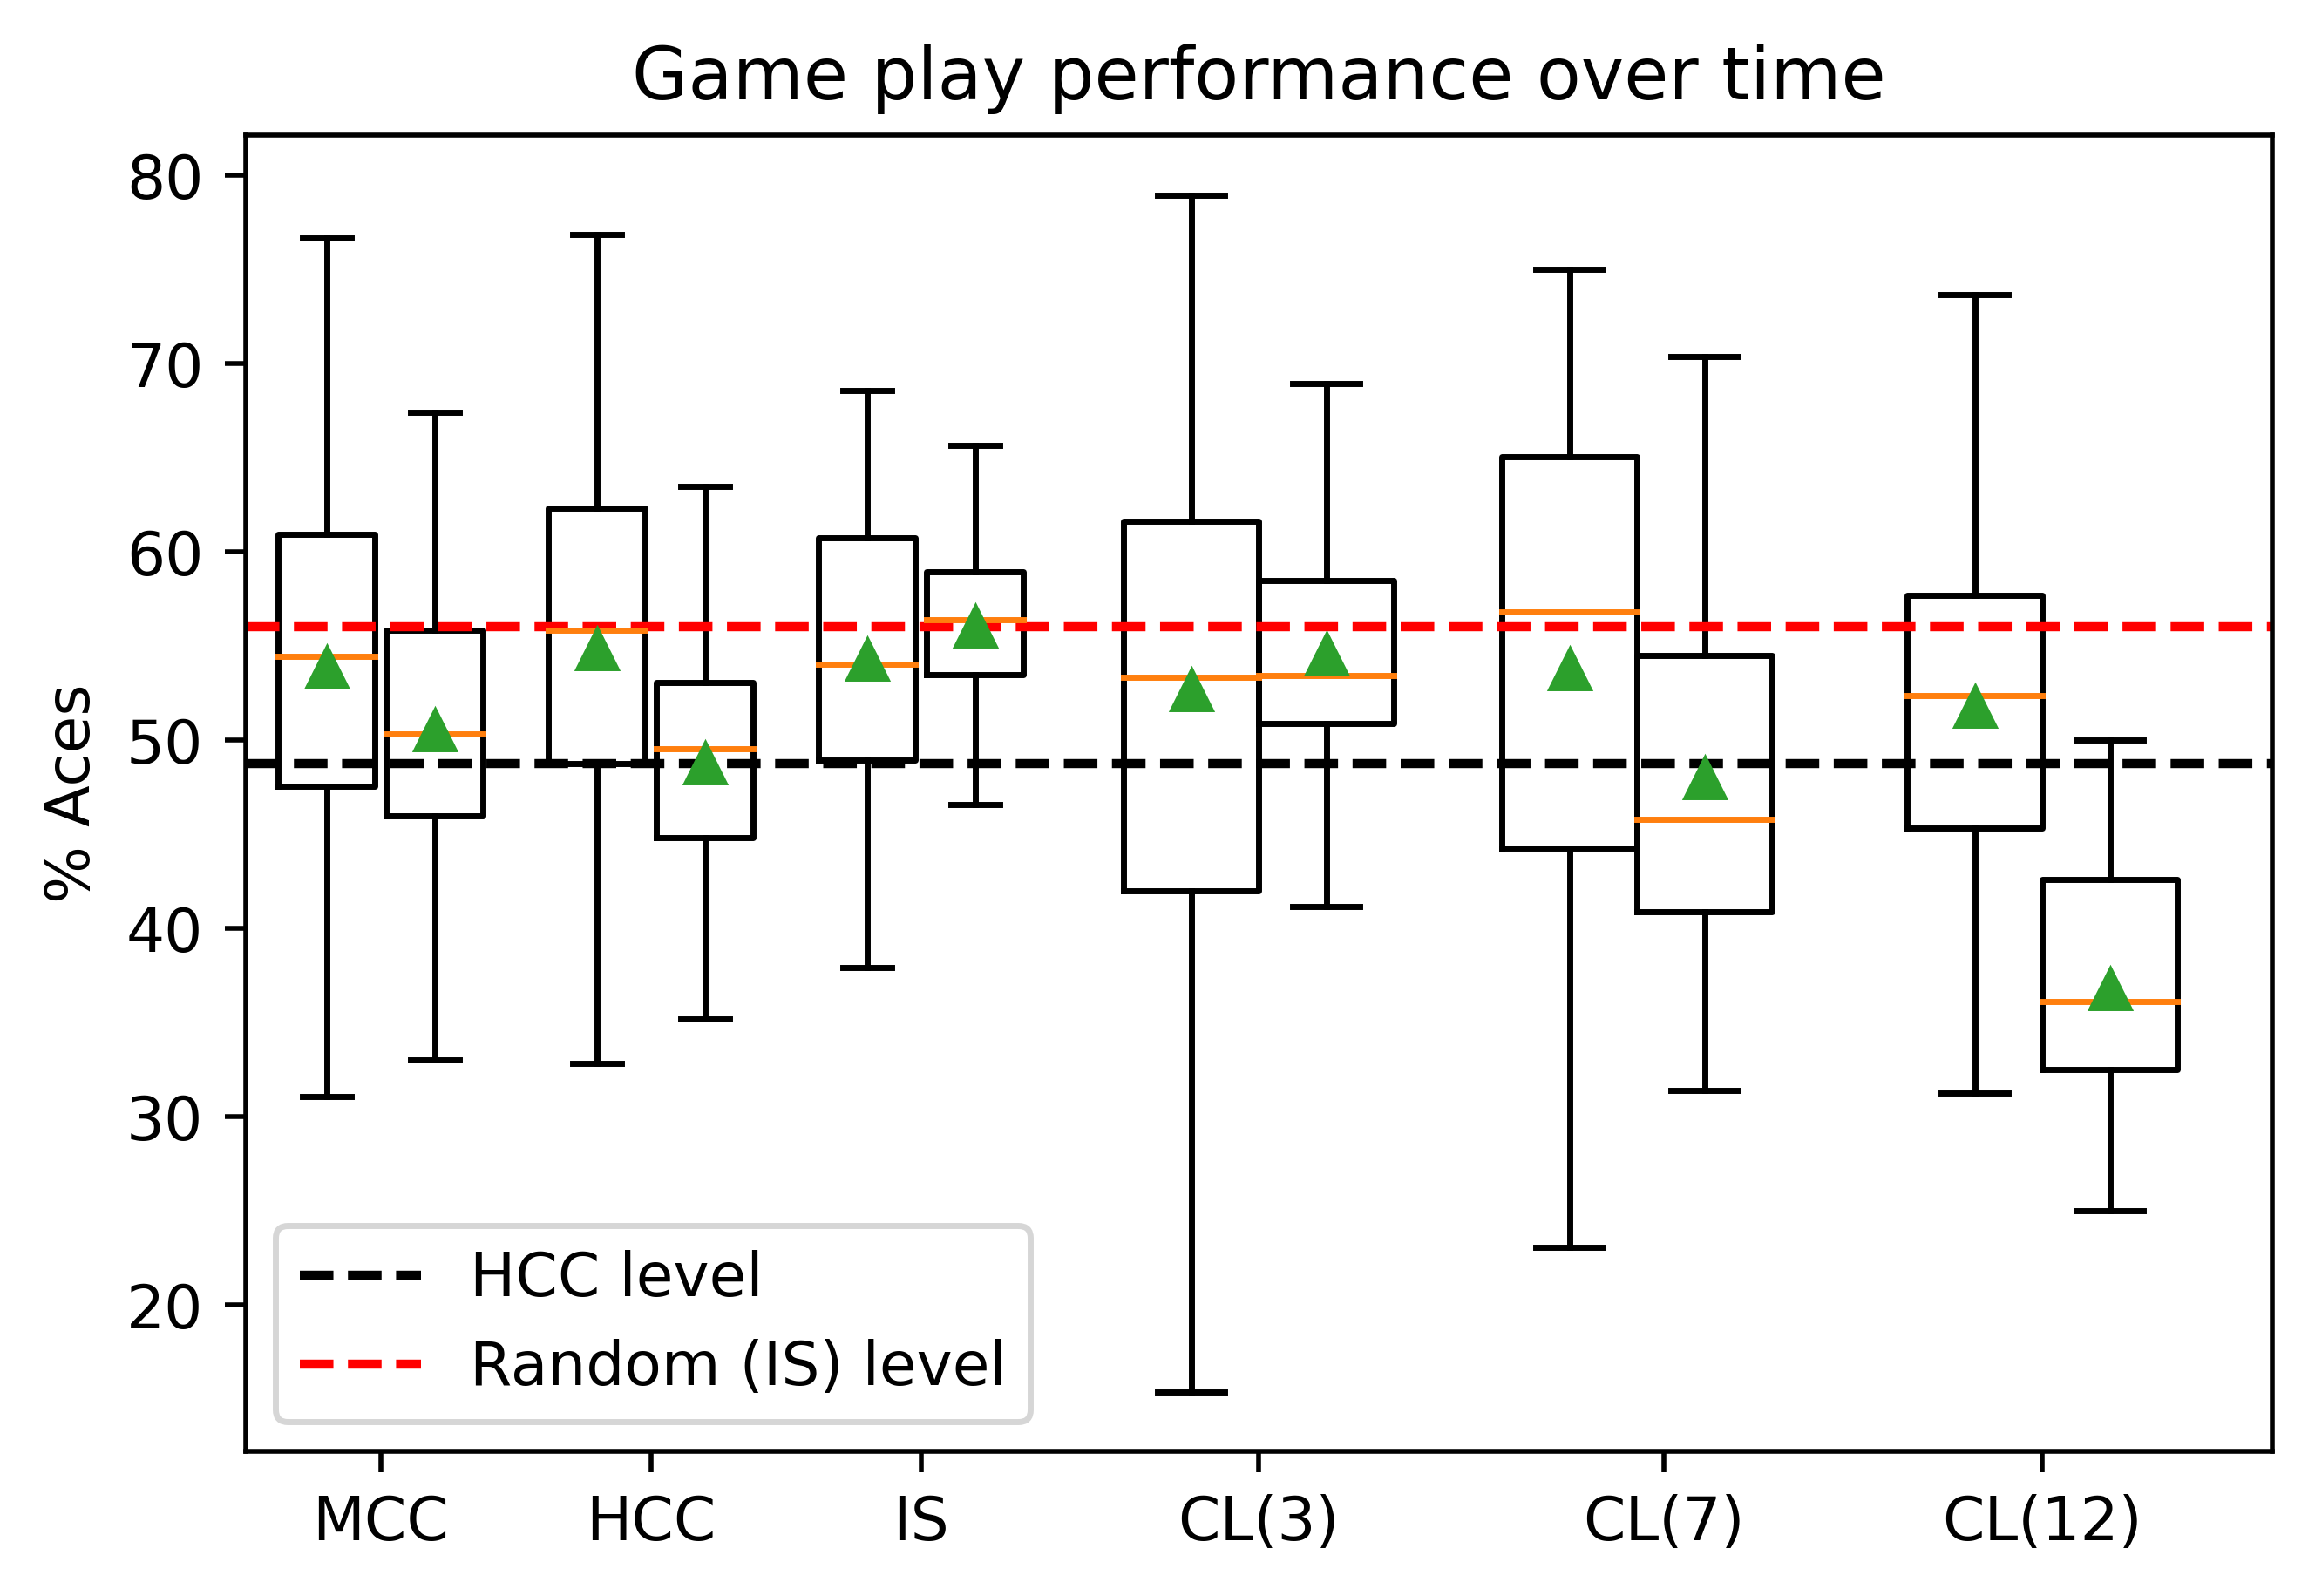 Game play performance over time
% Aces
80
70
60
50
40
30
20
HCC level
Random (IS) level
MCC HCC IS CL(3) CL(7) CL(12)